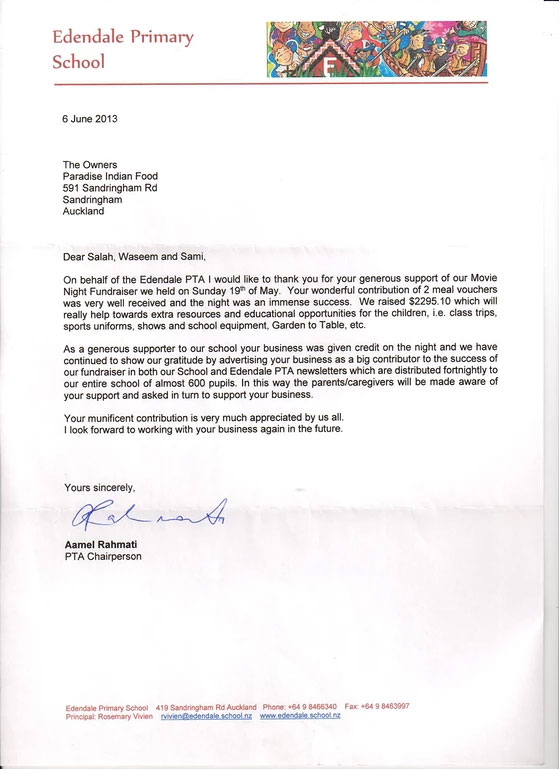 Edendale Primary
School
6 June 2013
The Owners
Paradise Indian Food
591 Sandringham Rd
Sandringham
Auckland
Dear Salah, Waseem and Sami,
On behalf of the Edendale PTA I would like to thank you for your generous support of our Movie
Night Fundraiser we held on Sunday 19th of May. Your wonderful contribution of 2 meal vouchers
was very well received and the night was an immense success. We raised $2295.10 which will
really help towards extra resources and educational opportunities for the children, i.e. class trips,
sports uniforms, shows and school equipment, Garden to Table, etc.
As a generous supporter to our school your business was given credit on the night and we have
continued to show our gratitude by advertising your business as a big contributor to the success of
our fundraiser in both our School and Edendale PTA newsletters which are distributed fortnightly to
our entire school of almost 600 pupils. In this way the parents/caregivers will be made aware of
your support and asked in turn to support your business.
Your munificent contribution is very much appreciated by us all.
I look forward to working with your business again in the future.
Yours sincerely,
Aamel Rahmati
PTA Chairperson
Edendale Primary School 419 Sandringham Rd Auckland Phone: +64 9 8466340 Fax: +64 9 8463997
Principal: Rosemary Vivien rvivien@edendale.school.nz www.edendale.school.nz